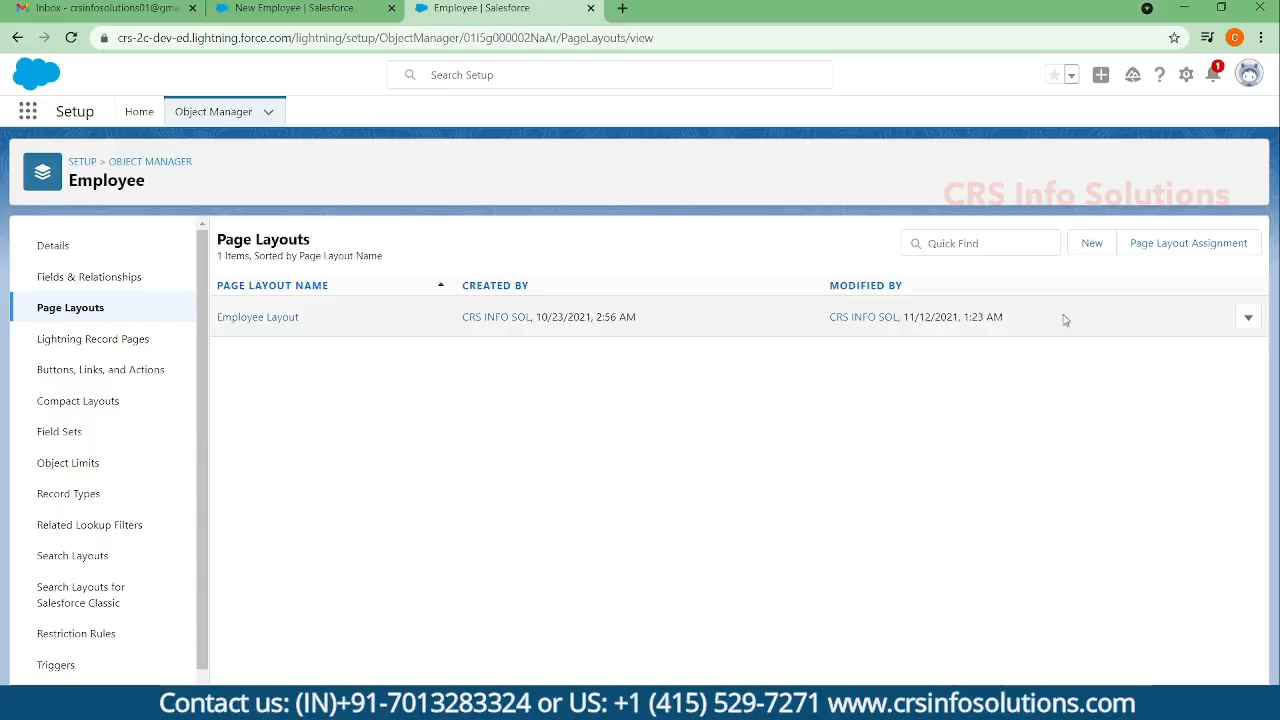 Inbox - crsinfosolutions01@gma
New Employee | Salesforce
Employee | Salesforce
crs-2c-dev-ed.lightning.force.com/lightning/setup/ObjectManager/01I5g000002NaAr/PageLayouts/view
C
Search Setup
1
Setup
Home
Object Manager
SETUP > OBJECT MANAGER
Employee
CRS Info Solutions
Details
Fields & Relationships
Page Layouts
Lightning Record Pages
Buttons, Links, and Actions
Compact Layouts
Field Sets
Object Limits
Record Types
Related Lookup Filters
Search Layouts
Search Layouts for
Salesforce Classic
Restriction Rules
Triggers
Page Layouts
1 Items, Sorted by Page Layout Name
Quick Find
New
Page Layout Assignment
PAGE LAYOUT NAME
CREATED BY
MODIFIED BY
Employee Layout
CRS INFO SOL, 10/23/2021, 2:56 AM
CRS INFO SOL, 11/12/2021, 1:23 AM
Contact us: (IN)+91-7013283324 or US: +1 (415) 529-7271 www.crsinfosolutions.com